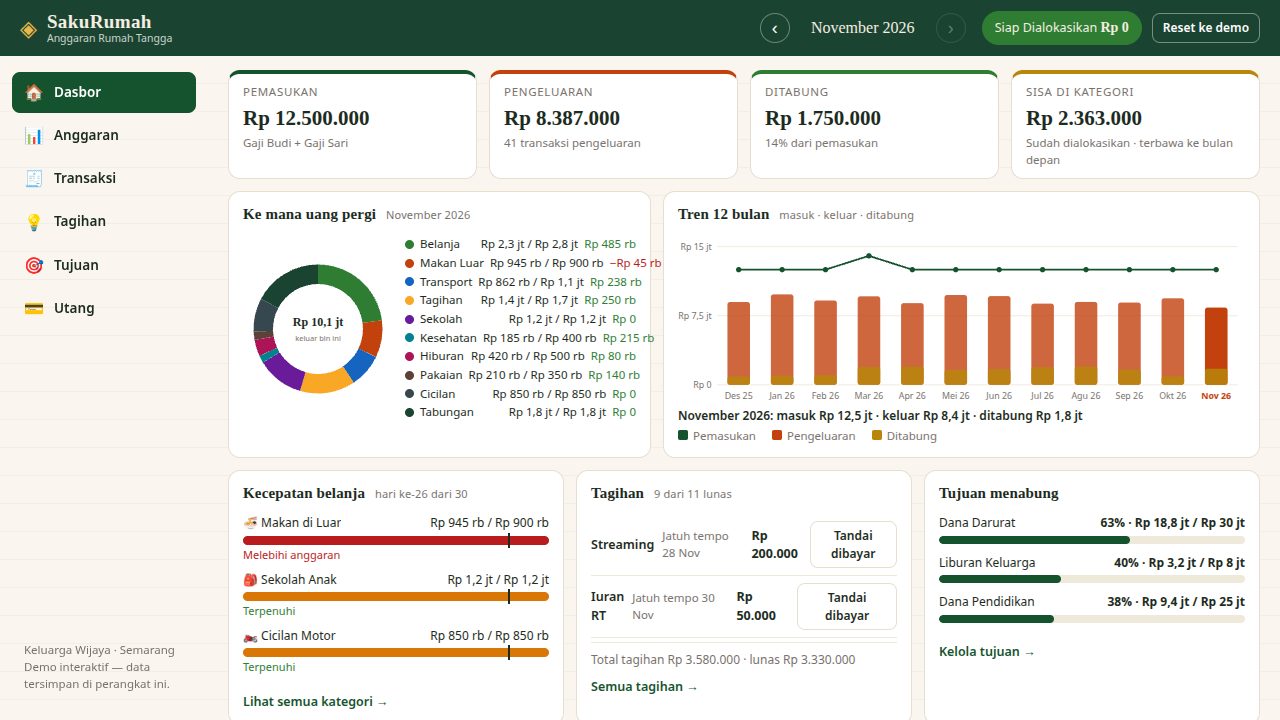 SakuRumah
Anggaran Rumah Tangga
‹ November 2026 ›
Siap Dialokasikan Rp 0
Reset ke demo
Dasbor
Anggaran
Transaksi
Tagihan
Tujuan
Utang
Keluarga Wijaya · Semarang
Demo interaktif — data
tersimpan di perangkat ini.
PEMASUKAN
Rp 12.500.000
Gaji Budi + Gaji Sari
PENGELUARAN
Rp 8.387.000
41 transaksi pengeluaran
DITABUNG
Rp 1.750.000
14% dari pemasukan
SISA DI KATEGORI
Rp 2.363.000
Sudah dialokasikan · terbawa ke bulan
depan
Ke mana uang pergi November 2026
Rp 10,1 jt
keluar bln ini
Belanja Rp 2,3 jt / Rp 2,8 jt Rp 485 rb
Makan Luar Rp 945 rb / Rp 900 rb −Rp 45 rb
Transport Rp 862 rb / Rp 1,1 jt Rp 238 rb
Tagihan Rp 1,4 jt / Rp 1,7 jt Rp 250 rb
Sekolah Rp 1,2 jt / Rp 1,2 jt Rp 0
Kesehatan Rp 185 rb / Rp 400 rb Rp 215 rb
Hiburan Rp 420 rb / Rp 500 rb Rp 80 rb
Pakaian Rp 210 rb / Rp 350 rb Rp 140 rb
Cicilan Rp 850 rb / Rp 850 rb Rp 0
Tabungan Rp 1,8 jt / Rp 1,8 jt Rp 0
Tren 12 bulan masuk · keluar · ditabung
Rp 15 jt
Rp 7,5 jt
Rp 0
Des 25 Jan 26 Feb 26 Mar 26 Apr 26 Mei 26 Jun 26 Jul 26 Agu 26 Sep 26 Okt 26 Nov 26
November 2026: masuk Rp 12,5 jt · keluar Rp 8,4 jt · ditabung Rp 1,8 jt
Pemasukan Pengeluaran Ditabung
Kecepatan belanja hari ke-26 dari 30
Makan di Luar Rp 945 rb / Rp 900 rb
Melebihi anggaran
Sekolah Anak Rp 1,2 jt / Rp 1,2 jt
Terpenuhi
Cicilan Motor Rp 850 rb / Rp 850 rb
Terpenuhi
Lihat semua kategori →
Tagihan 9 dari 11 lunas
Streaming Jatuh tempo 28 Nov Rp 200.000 Tandai dibayar
Iuran RT Jatuh tempo 30 Nov Rp 50.000 Tandai dibayar
Total tagihan Rp 3.580.000 · lunas Rp 3.330.000
Semua tagihan →
Tujuan menabung
Dana Darurat 63% · Rp 18,8 jt / Rp 30 jt
Liburan Keluarga 40% · Rp 3,2 jt / Rp 8 jt
Dana Pendidikan 38% · Rp 9,4 jt / Rp 25 jt
Kelola tujuan →